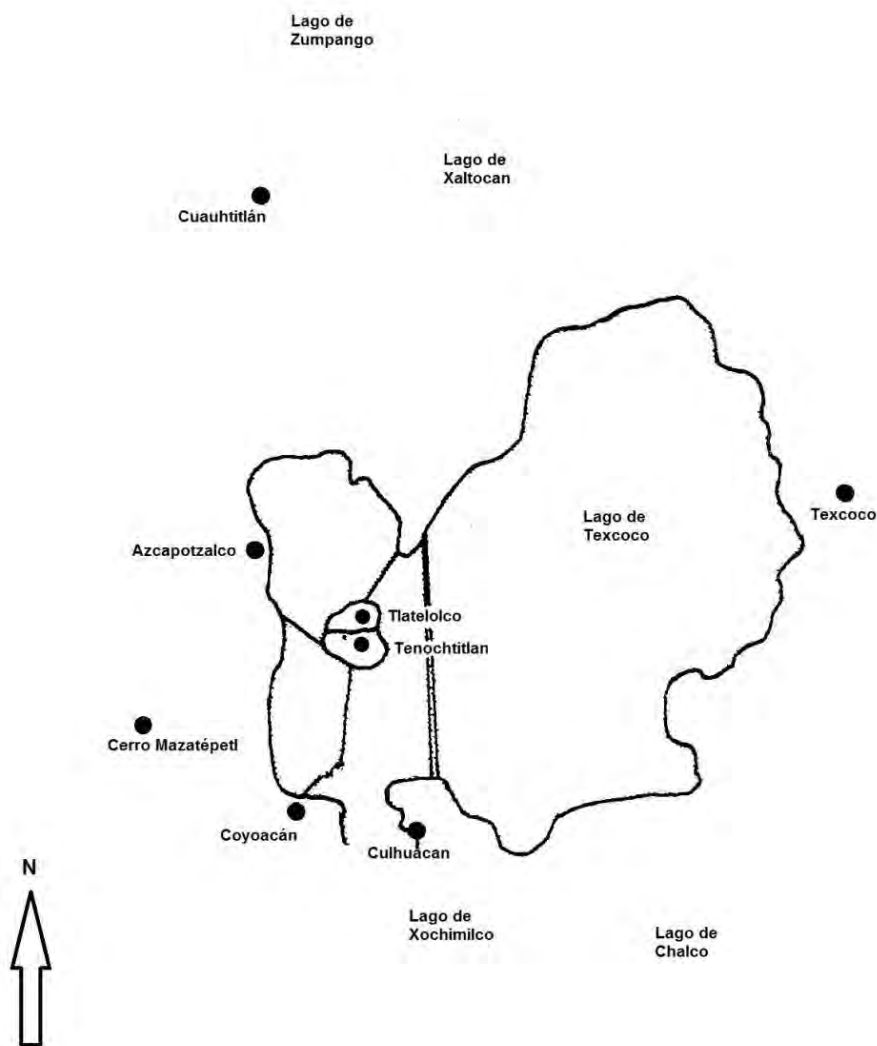 Lago de
Zumpango
Lago de
Xaltocan
Cuauhtitlán
Lago de
Texcoco
Texcoco
Azcapotzalco
Tlatelolco
Tenochtitlan
Cerro Mazatépetl
Coyoacán
Culhuacan
N
Lago de
Xochimilco
Lago de
Chalco